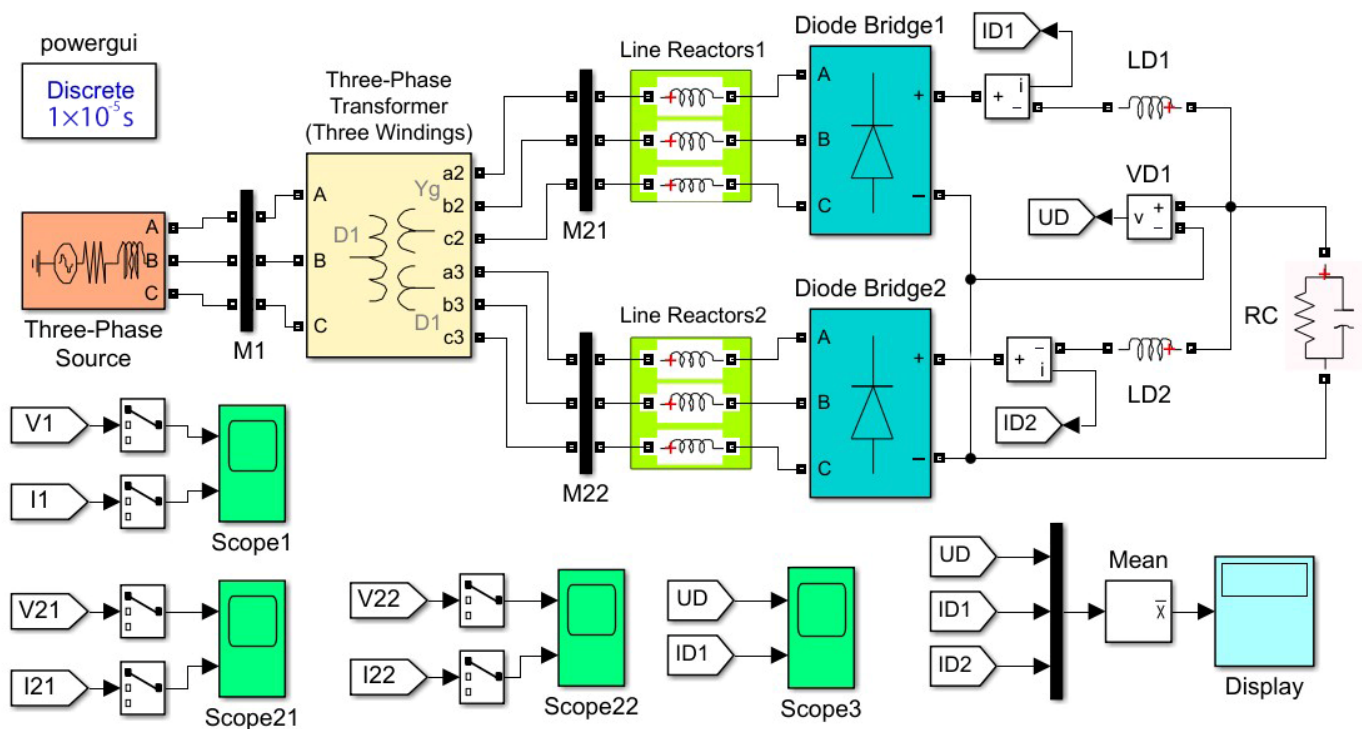 powergui
Discrete
1×10⁻⁵ s
Three-Phase
Transformer
(Three Windings)
A
B
C
D1
Yg
D1
a2
b2
c2
a3
b3
c3
A
B
C
Three-Phase
Source
M1
M21
M22
Line Reactors1
Line Reactors2
Diode Bridge1
A
B
C
+
−
Diode Bridge2
A
B
C
+
−
ID1
+
i
−
LD1
VD1
UD
v
+
−
RC
+
−
i
LD2
ID2
V1
I1
Scope1
V21
I21
Scope21
V22
I22
Scope22
UD
ID1
Scope3
UD
ID1
ID2
Mean
x̅
Display